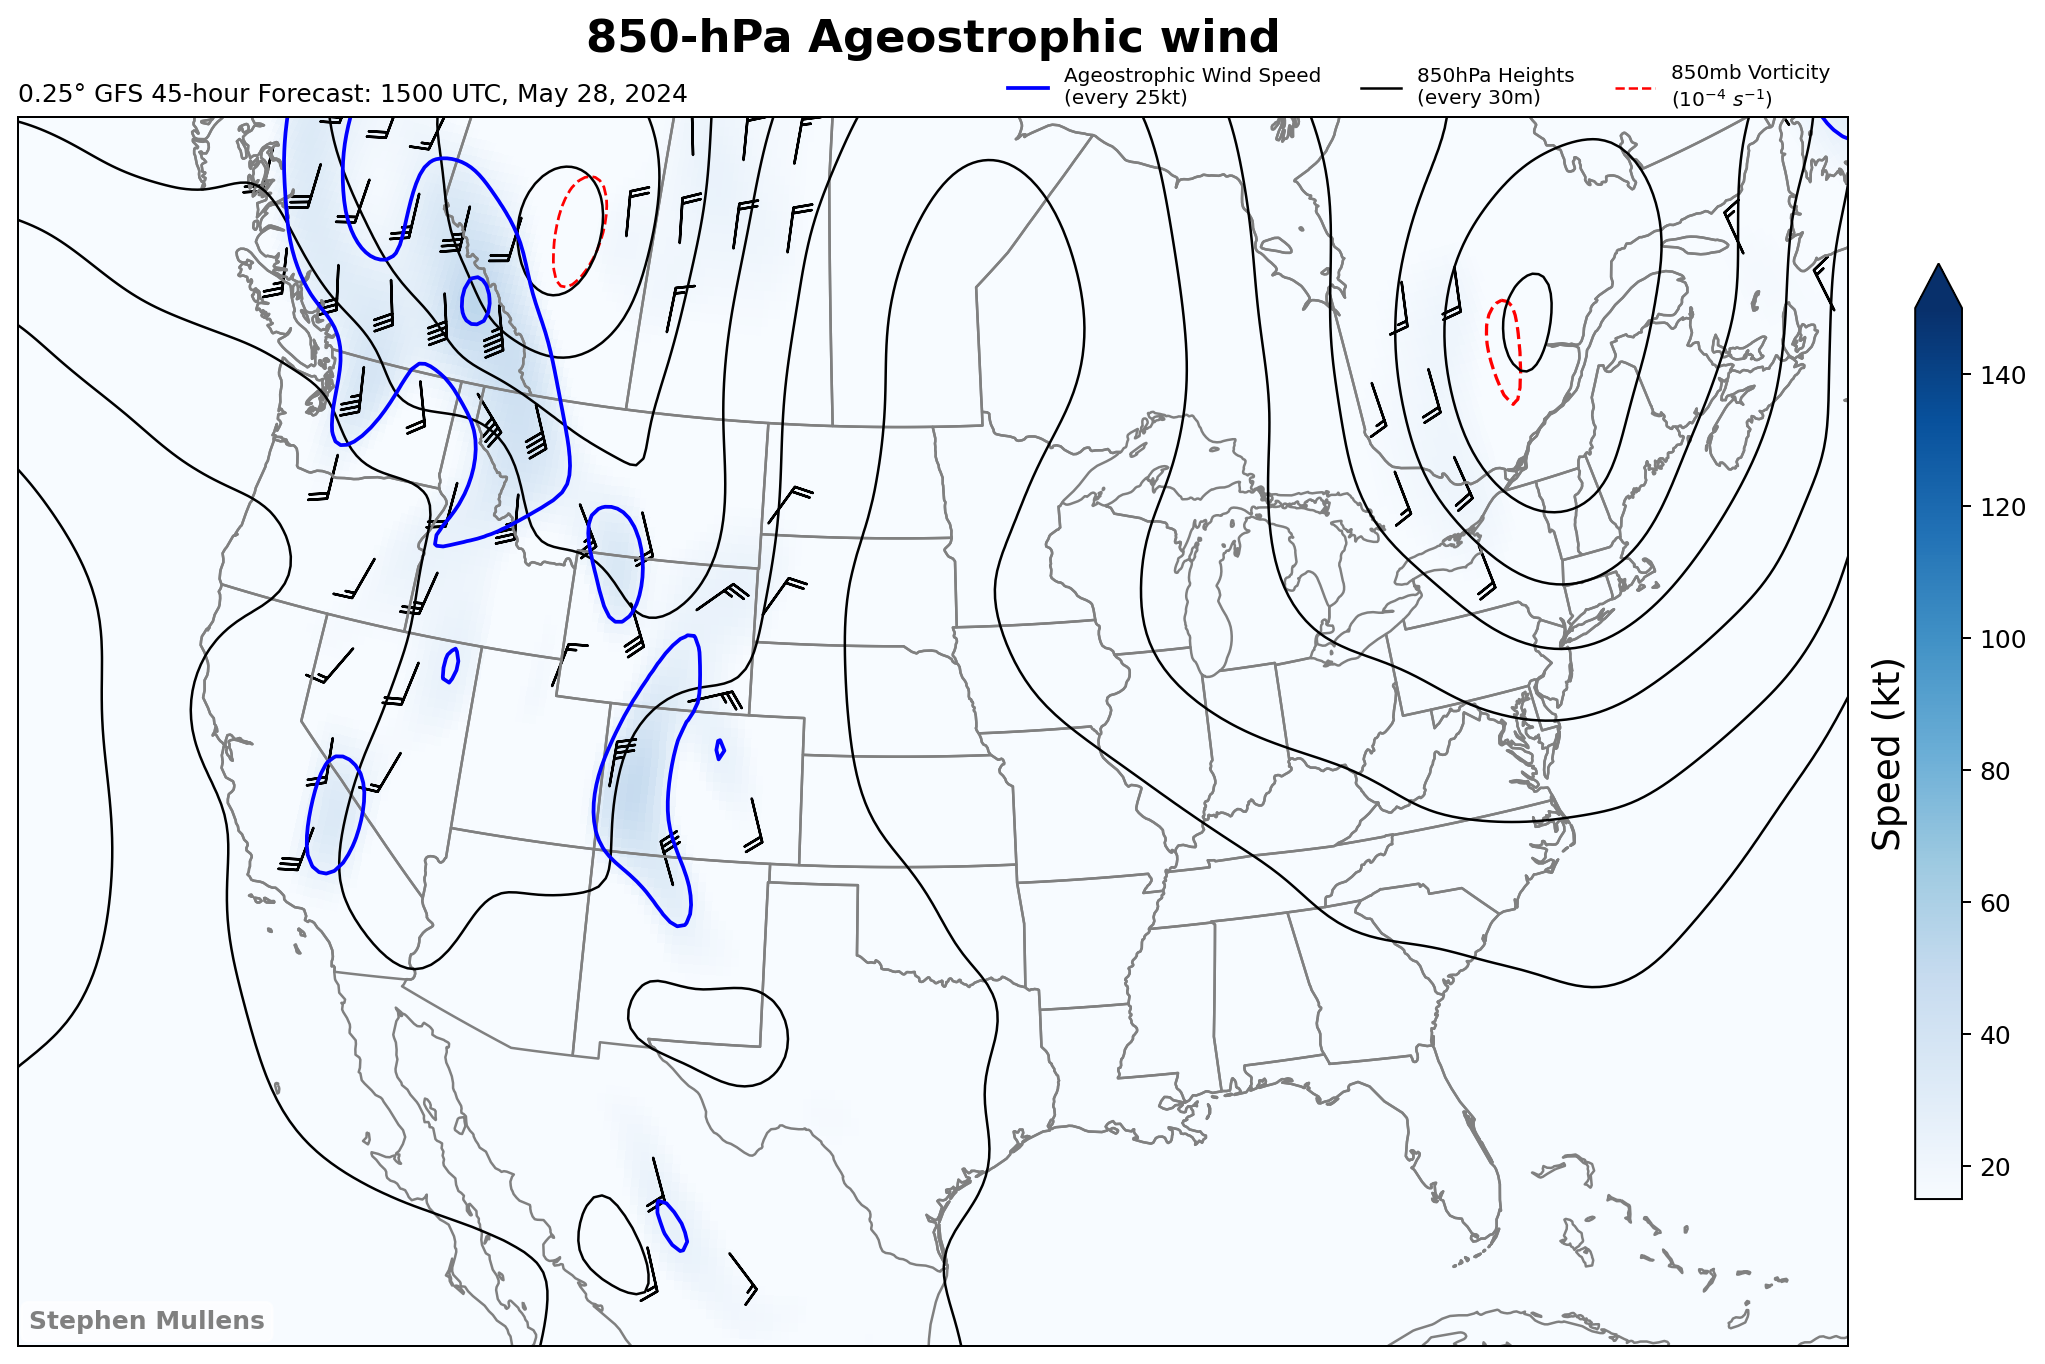 850-hPa Ageostrophic wind
0.25° GFS 45-hour Forecast: 1500 UTC, May 28, 2024
Ageostrophic Wind Speed
(every 25kt)
850hPa Heights
(every 30m)
850mb Vorticity
(10⁻⁴ s⁻¹)
140
120
100
80
60
40
20
Speed (kt)
Stephen Mullens